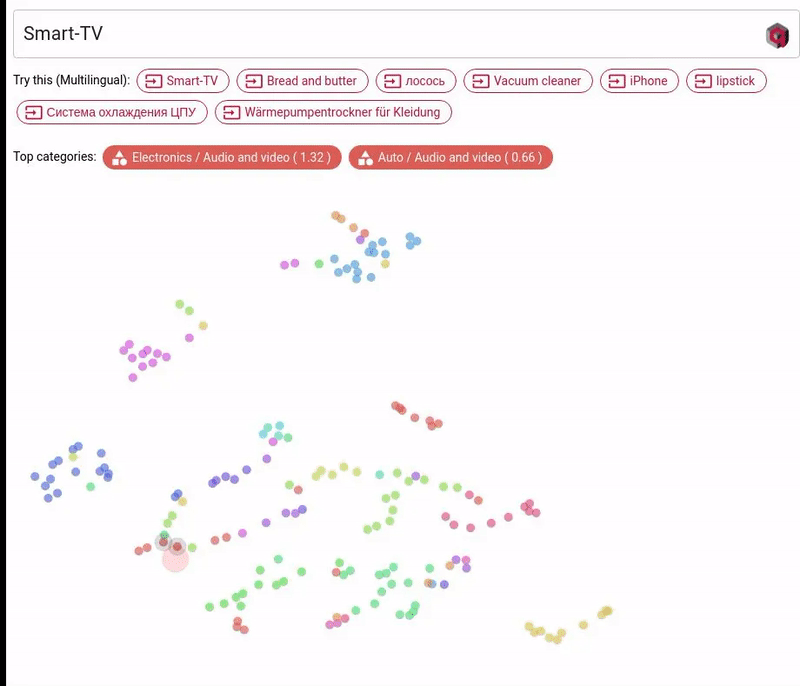 Smart-TV
Try this (Multilingual): Smart-TV Bread and butter лосось Vacuum cleaner iPhone lipstick
Система охлаждения ЦПУ Wärmepumpentrockner für Kleidung
Top categories: Electronics / Audio and video ( 1.32 ) Auto / Audio and video ( 0.66 )